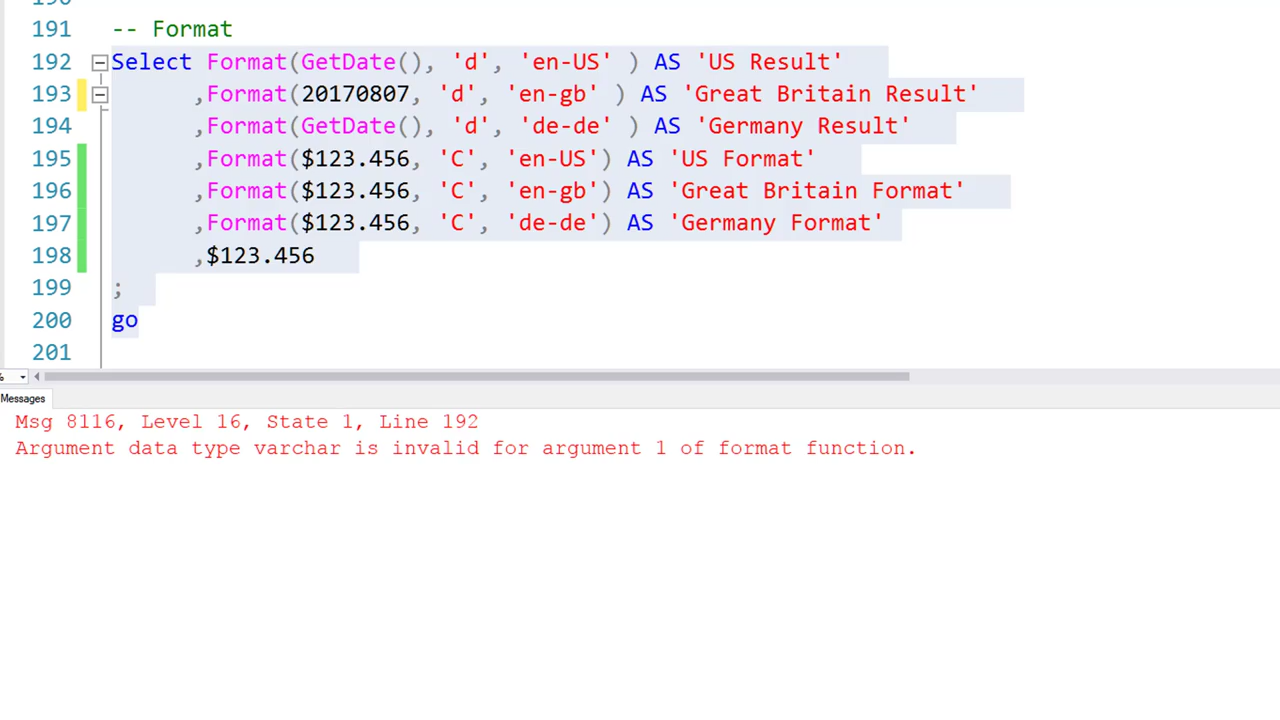 191 -- Format
192 Select Format(GetDate(), 'd', 'en-US' ) AS 'US Result'
193 ,Format(20170807, 'd', 'en-gb' ) AS 'Great Britain Result'
194 ,Format(GetDate(), 'd', 'de-de' ) AS 'Germany Result'
195 ,Format($123.456, 'C', 'en-US') AS 'US Format'
196 ,Format($123.456, 'C', 'en-gb') AS 'Great Britain Format'
197 ,Format($123.456, 'C', 'de-de') AS 'Germany Format'
198 ,$123.456
199 ;
200 go
201
%
Messages
Msg 8116, Level 16, State 1, Line 192
Argument data type varchar is invalid for argument 1 of format function.